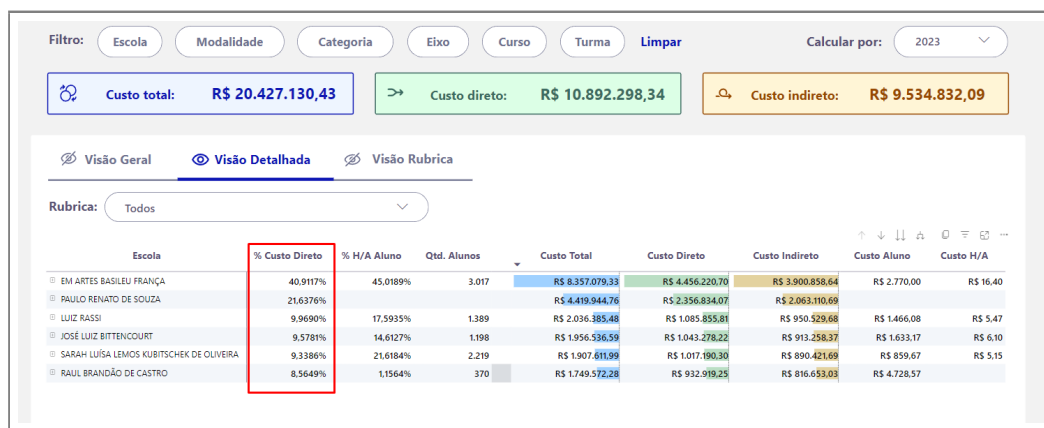 Filtro: Escola Modalidade Categoria Eixo Curso Turma Limpar Calcular por: 2023
Custo total: R$ 20.427.130,43 Custo direto: R$ 10.892.298,34 Custo indireto: R$ 9.534.832,09
Visão Geral Visão Detalhada Visão Rubrica
Rubrica: Todos
Escola % Custo Direto % H/A Aluno Qtd. Alunos Custo Total Custo Direto Custo Indireto Custo Aluno Custo H/A
EM ARTES BASILEU FRANÇA 40,9117% 45,0189% 3.017 R$ 8.357.079,33 R$ 4.456.220,70 R$ 3.900.858,64 R$ 2.770,00 R$ 16,40
PAULO RENATO DE SOUZA 21,6376% R$ 4.419.944,76 R$ 2.356.834,07 R$ 2.063.110,69
LUIZ RASSI 9,9690% 17,5935% 1.389 R$ 2.036.385,48 R$ 1.085.855,81 R$ 950.529,68 R$ 1.466,08 R$ 5,47
JOSÉ LUIZ BITTENCOURT 9,5781% 14,6127% 1.198 R$ 1.956.536,59 R$ 1.043.278,22 R$ 913.258,37 R$ 1.633,17 R$ 6,10
SARAH LUÍSA LEMOS KUBITSCHEK DE OLIVEIRA 9,3386% 21,6184% 2.219 R$ 1.907.611,99 R$ 1.017.190,30 R$ 890.421,69 R$ 859,67 R$ 5,15
RAUL BRANDÃO DE CASTRO 8,5649% 1,1564% 370 R$ 1.749.572,28 R$ 932.919,25 R$ 816.653,03 R$ 4.728,57